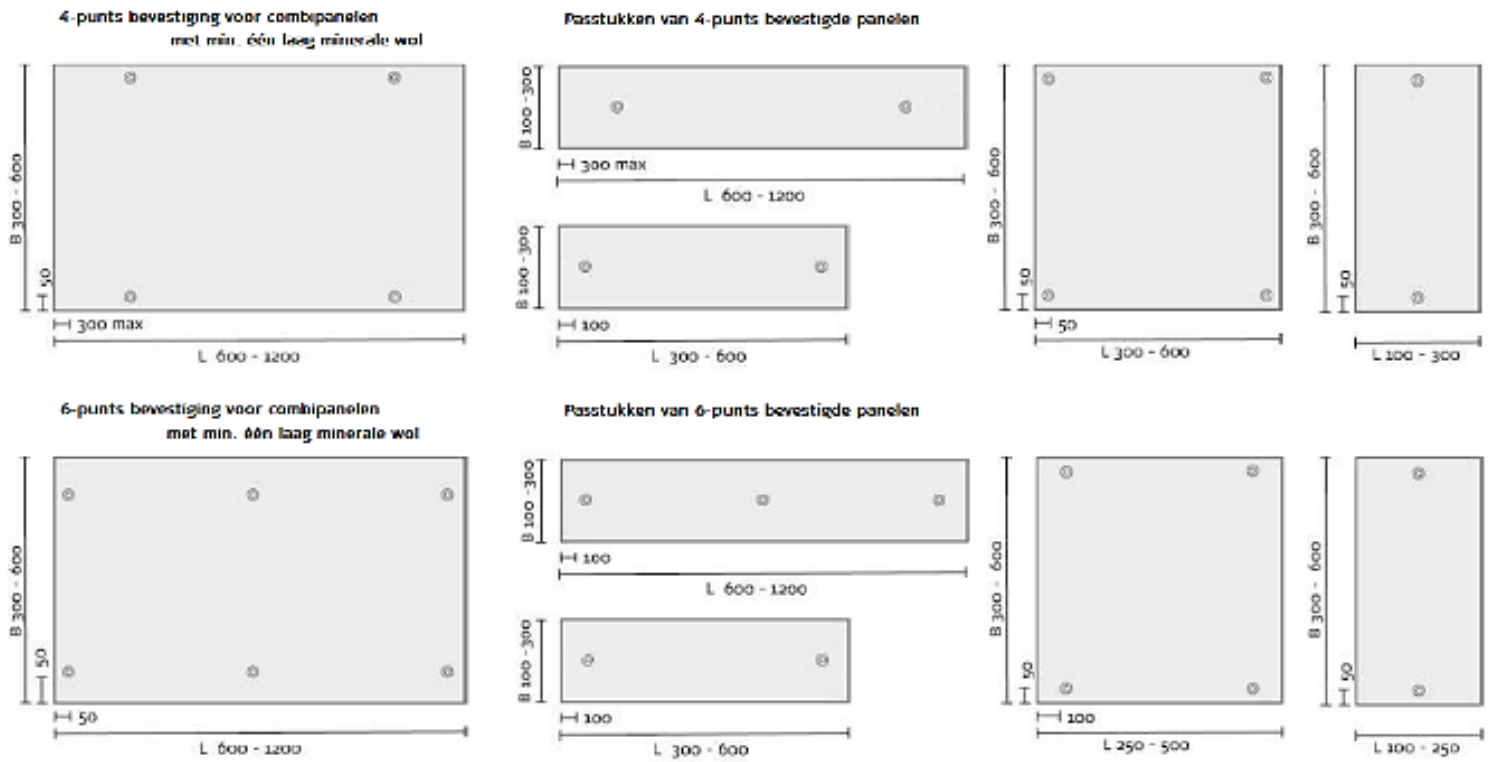 4-punts bevestiging voor combipanelen
met min. één laag minerale wol
B 300 - 600
50
300 max
L 600 - 1200
Passtukken van 4-punts bevestigde panelen
B 100 -300
300 max
L 600 - 1200
B 100 -300
100
L 300 - 600
B 300 - 600
50
50
L 300 - 600
B 300 - 600
50
L 100 - 300
6-punts bevestiging voor combipanelen
met min. één laag minerale wol
B 300 - 600
50
50
L 600 - 1200
Passtukken van 6-punts bevestigde panelen
B 100 -300
100
L 600 - 1200
B 100 -300
100
L 300 - 600
B 300 - 600
50
100
L 250 - 500
B 300 - 600
50
L 100 - 250